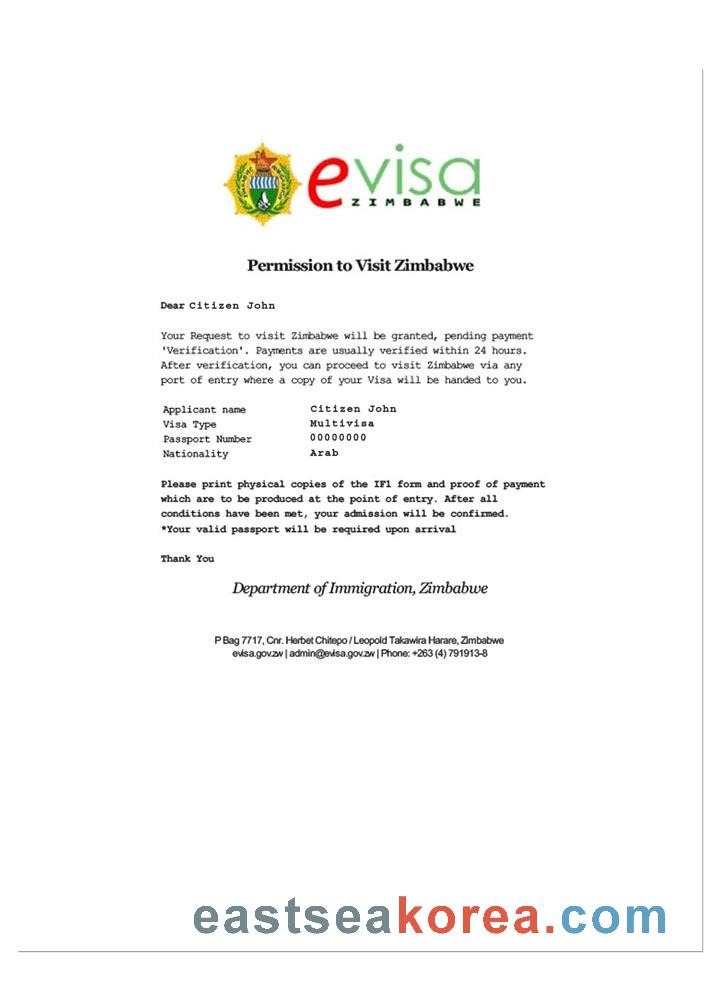 evisa
ZIMBABWE
Permission to Visit Zimbabwe
Dear Citizen John
Your Request to visit Zimbabwe will be granted, pending payment
'Verification'. Payments are usually verified within 24 hours.
After verification, you can proceed to visit Zimbabwe via any
port of entry where a copy of your Visa will be handed to you.
Applicant name Citizen John
Visa Type Multivisa
Passport Number 00000000
Nationality Arab
Please print physical copies of the IF1 form and proof of payment
which are to be produced at the point of entry. After all
conditions have been met, your admission will be confirmed.
*Your valid passport will be required upon arrival
Thank You
Department of Immigration, Zimbabwe
P Bag 7717, Cnr. Herbet Chitepo / Leopold Takawira Harare, Zimbabwe
evisa.gov.zw | admin@evisa.gov.zw | Phone: +263 (4) 791913-8
eastseakorea.com